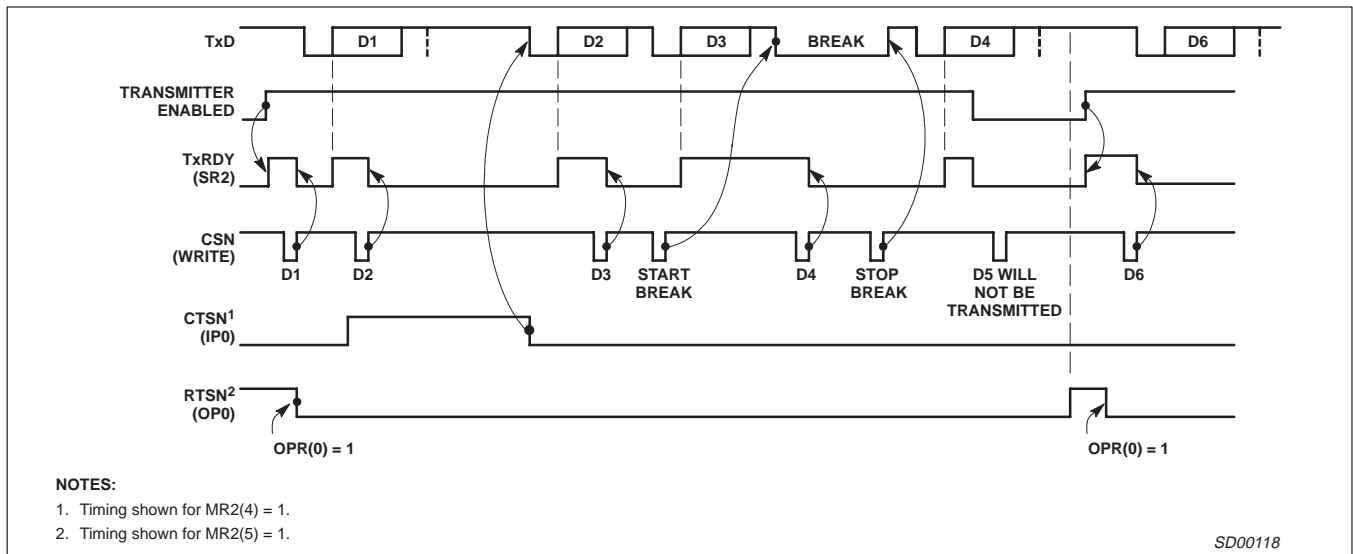 TxD
D1
D2
D3
BREAK
D4
D6
TRANSMITTER
ENABLED
TxRDY
(SR2)
CSN
(WRITE)
D1
D2
D3
START
BREAK
D4
STOP
BREAK
D5 WILL
NOT BE
TRANSMITTED
D6
CTSN1
(IP0)
RTSN2
(OP0)
OPR(0) = 1
OPR(0) = 1
NOTES:
1. Timing shown for MR2(4) = 1.
2. Timing shown for MR2(5) = 1.
SD00118